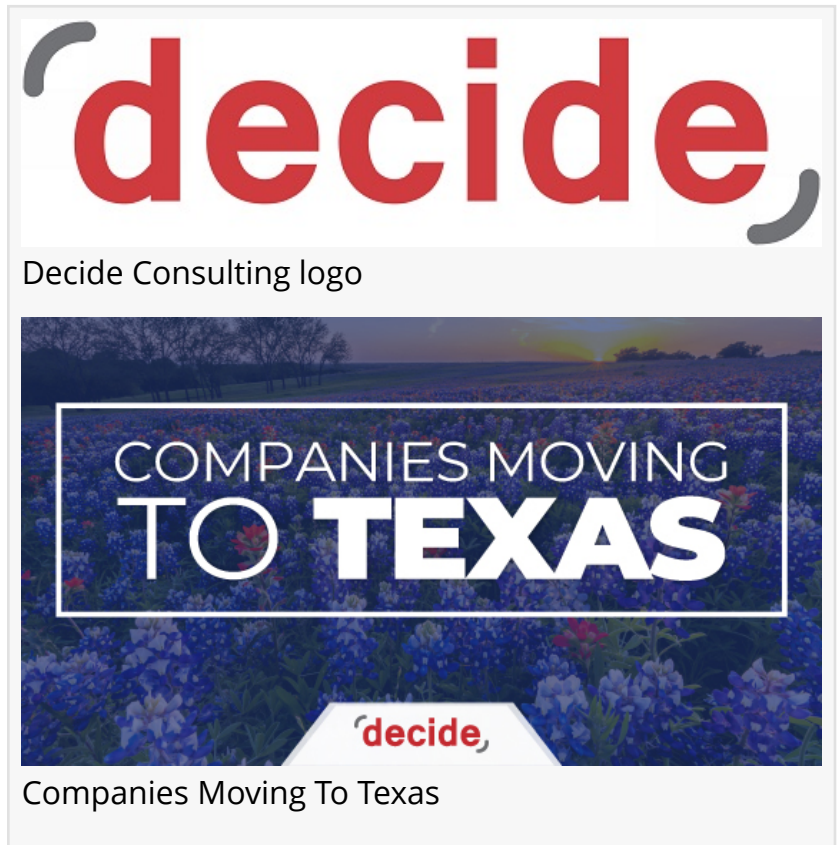 decide
Decide Consulting logo
COMPANIES MOVING
TO TEXAS
decide
Companies Moving To Texas